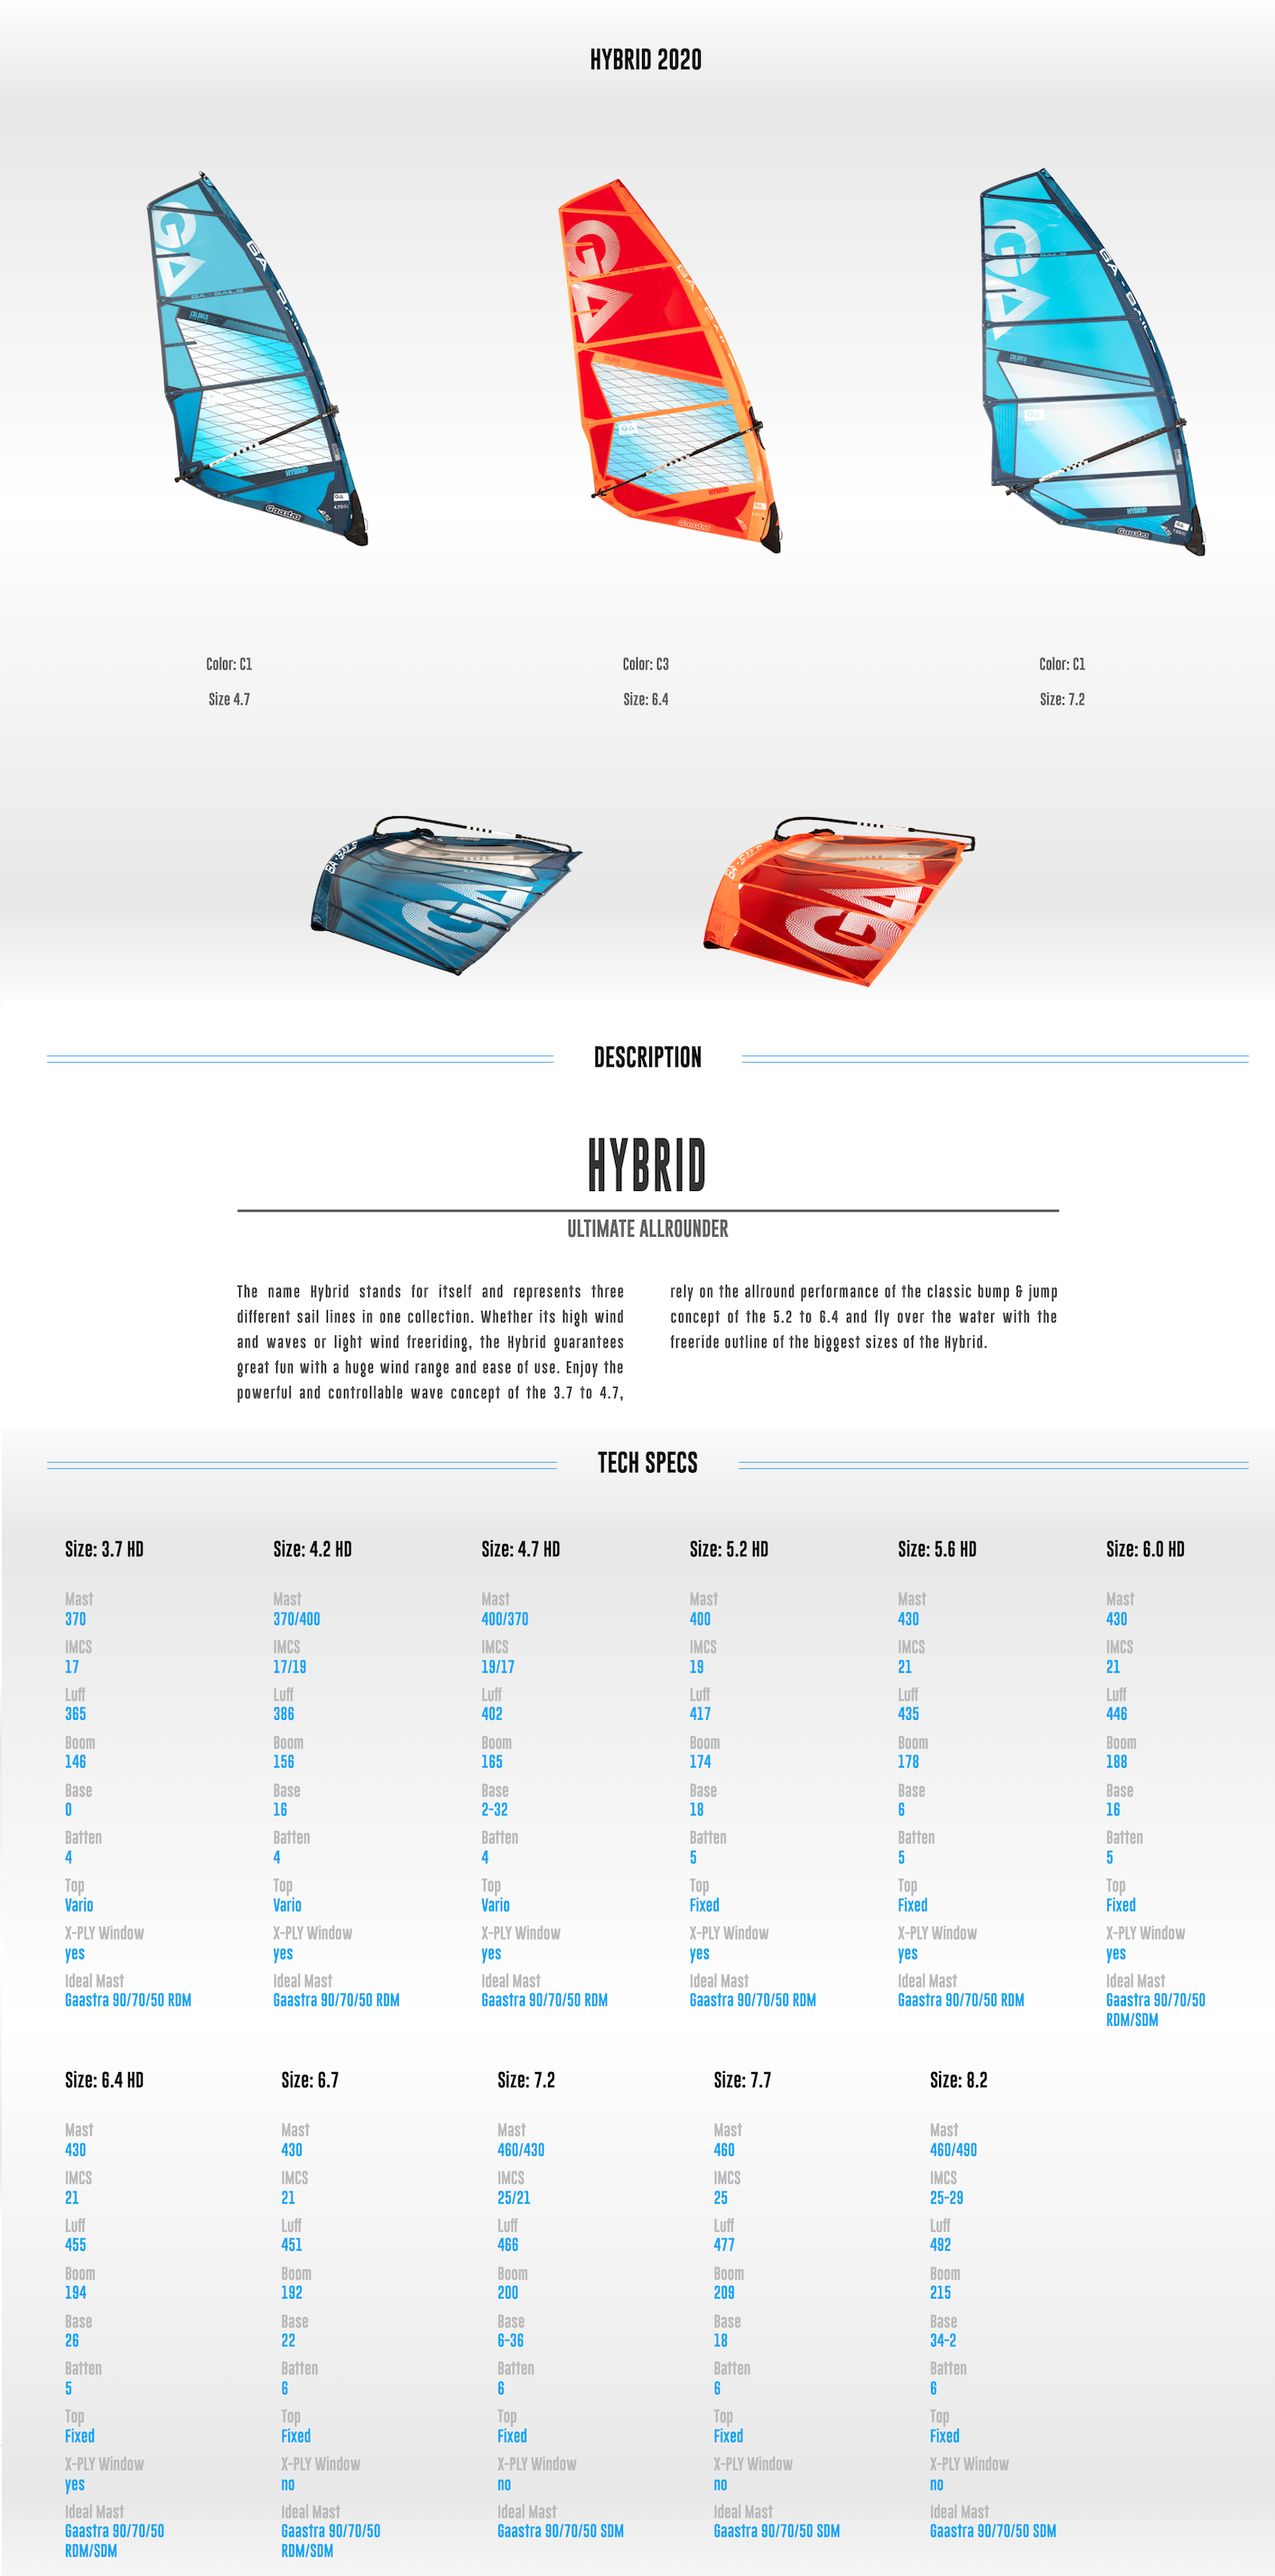 HYBRID 2020
GA
GA - SAILS
HYBRID
Gaastra
GA
GA
HYBRID
Gaastra
GA
GA
HYBRID
Gaastra
Color: C1
Color: C3
Color: C1
Size 4.7
Size: 6.4
Size: 7.2
GA - SAILS
GA
GA - SAILS
GA
DESCRIPTION
HYBRID
ULTIMATE ALLROUNDER
The name Hybrid stands for itself and represents three
different sail lines in one collection. Whether its high wind
and waves or light wind freeriding, the Hybrid guarantees
great fun with a huge wind range and ease of use. Enjoy the
powerful and controllable wave concept of the 3.7 to 4.7,
rely on the allround performance of the classic bump & jump
concept of the 5.2 to 6.4 and fly over the water with the
freeride outline of the biggest sizes of the Hybrid.
TECH SPECS
Size: 3.7 HD
Mast
370
IMCS
17
Luff
365
Boom
146
Base
0
Batten
4
Top
Vario
X-PLY Window
yes
Ideal Mast
Gaastra 90/70/50 RDM
Size: 4.2 HD
Mast
370/400
IMCS
17/19
Luff
386
Boom
156
Base
16
Batten
4
Top
Vario
X-PLY Window
yes
Ideal Mast
Gaastra 90/70/50 RDM
Size: 4.7 HD
Mast
400/370
IMCS
19/17
Luff
402
Boom
165
Base
2-32
Batten
4
Top
Vario
X-PLY Window
yes
Ideal Mast
Gaastra 90/70/50 RDM
Size: 5.2 HD
Mast
400
IMCS
19
Luff
417
Boom
174
Base
18
Batten
5
Top
Fixed
X-PLY Window
yes
Ideal Mast
Gaastra 90/70/50 RDM
Size: 5.6 HD
Mast
430
IMCS
21
Luff
435
Boom
178
Base
6
Batten
5
Top
Fixed
X-PLY Window
yes
Ideal Mast
Gaastra 90/70/50 RDM
Size: 6.0 HD
Mast
430
IMCS
21
Luff
446
Boom
188
Base
16
Batten
5
Top
Fixed
X-PLY Window
yes
Ideal Mast
Gaastra 90/70/50
RDM/SDM
Size: 6.4 HD
Mast
430
IMCS
21
Luff
455
Boom
194
Base
26
Batten
5
Top
Fixed
X-PLY Window
yes
Ideal Mast
Gaastra 90/70/50
RDM/SDM
Size: 6.7
Mast
430
IMCS
21
Luff
451
Boom
192
Base
22
Batten
6
Top
Fixed
X-PLY Window
no
Ideal Mast
Gaastra 90/70/50
RDM/SDM
Size: 7.2
Mast
460/430
IMCS
25/21
Luff
466
Boom
200
Base
6-36
Batten
6
Top
Fixed
X-PLY Window
no
Ideal Mast
Gaastra 90/70/50 SDM
Size: 7.7
Mast
460
IMCS
25
Luff
477
Boom
209
Base
18
Batten
6
Top
Fixed
X-PLY Window
no
Ideal Mast
Gaastra 90/70/50 SDM
Size: 8.2
Mast
460/490
IMCS
25-29
Luff
492
Boom
215
Base
34-2
Batten
6
Top
Fixed
X-PLY Window
no
Ideal Mast
Gaastra 90/70/50 SDM